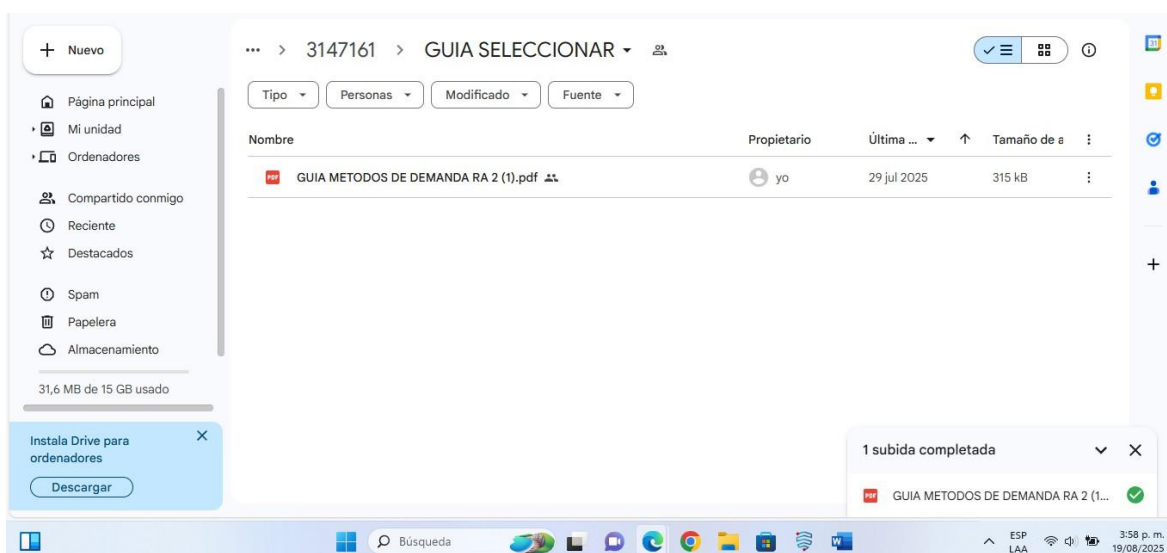 Nuevo
3147161 > GUIA SELECCIONAR
Tipo Personas Modificado Fuente
Página principal
Mi unidad
Ordenadores
Compartido conmigo
Reciente
Destacados
Spam
Papelera
Almacenamiento
31,6 MB de 15 GB usado
Instala Drive para
ordenadores
Descargar
Nombre Propietario Última ... Tamaño de a
PDF GUIA METODOS DE DEMANDA RA 2 (1).pdf yo 29 jul 2025 315 kB
31
1 subida completada
PDF GUIA METODOS DE DEMANDA RA 2 (1...
Búsqueda
ESP
LAA
3:58 p. m.
19/08/2025